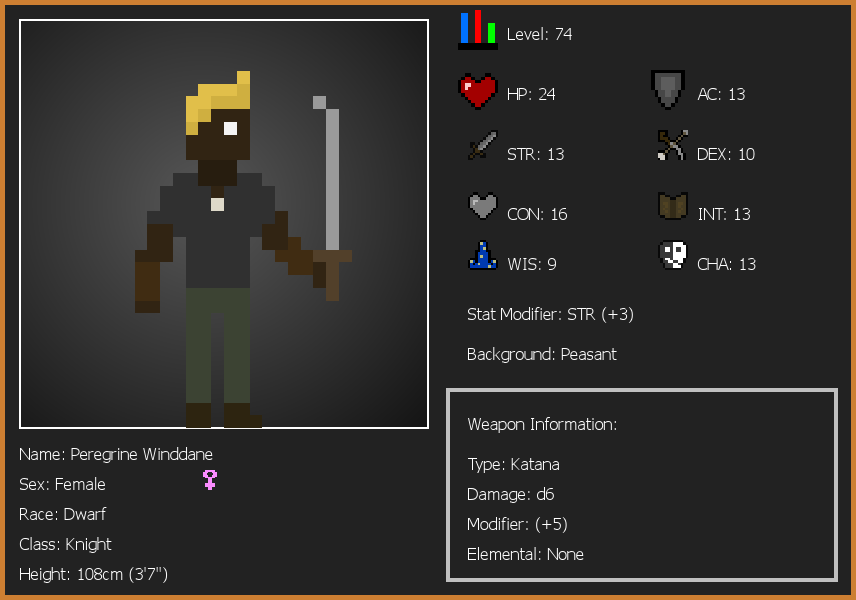 Level: 74
HP: 24
AC: 13
STR: 13
DEX: 10
CON: 16
INT: 13
WIS: 9
CHA: 13
Stat Modifier: STR (+3)
Background: Peasant
Weapon Information:
Type: Katana
Damage: d6
Modifier: (+5)
Elemental: None
Name: Peregrine Winddane
Sex: Female
Race: Dwarf
Class: Knight
Height: 108cm (3'7")